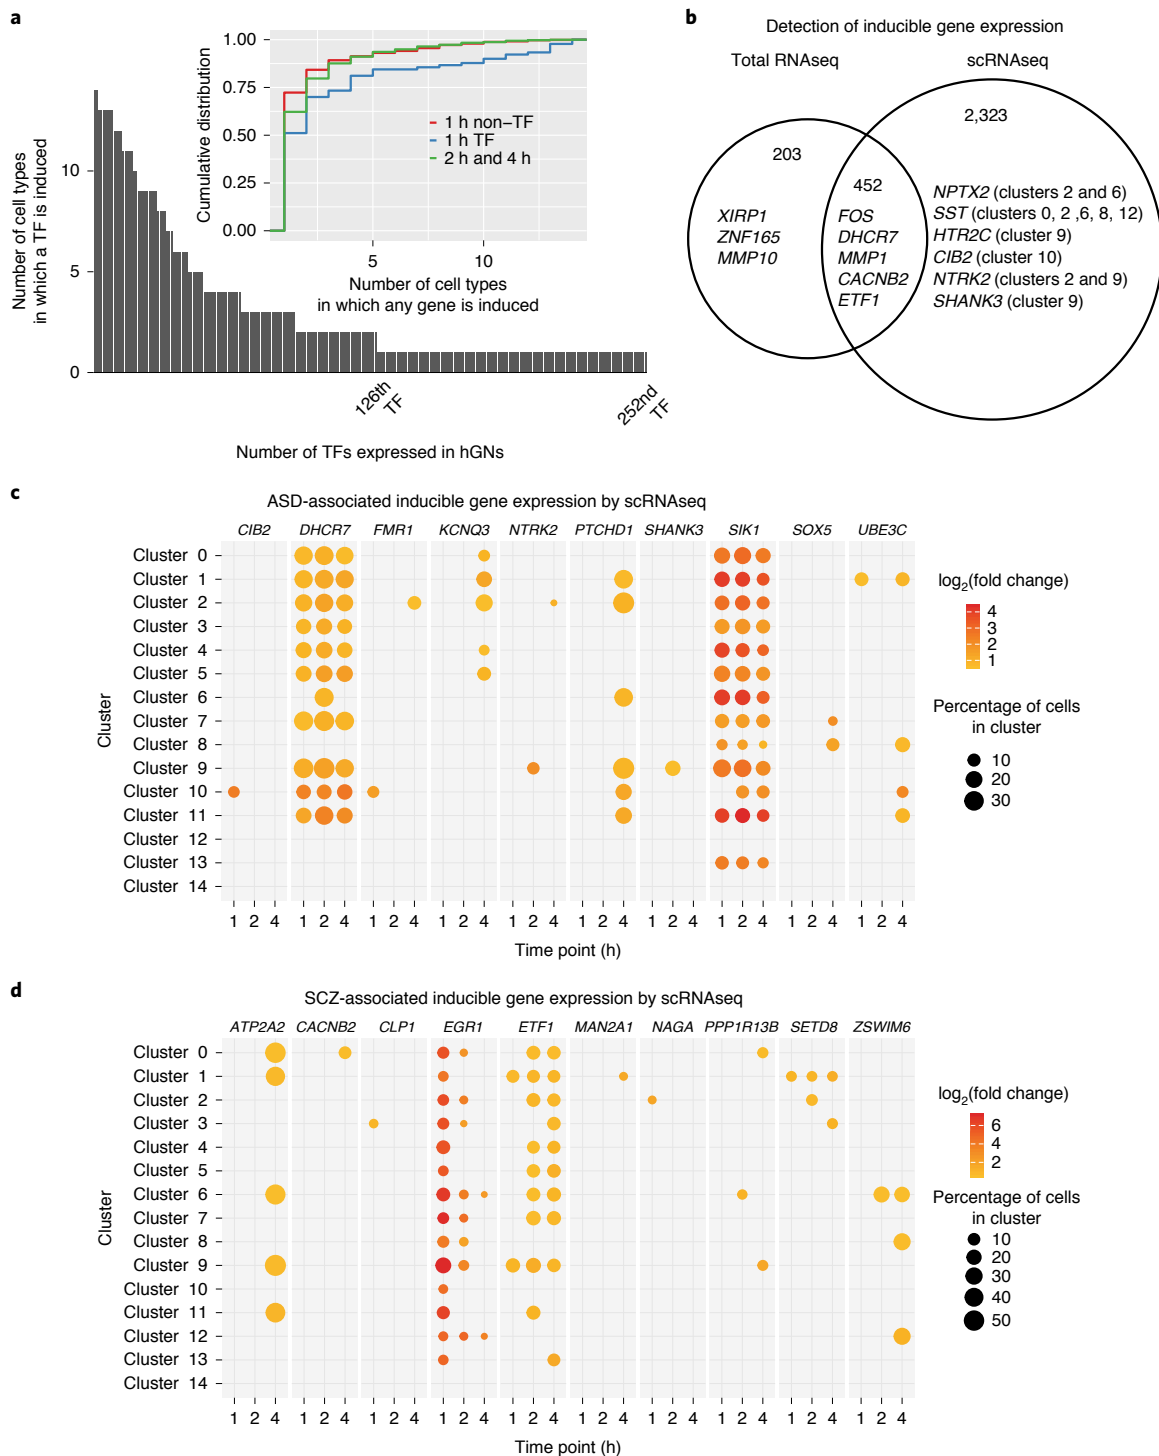 a
Number of cell types
in which a TF is induced
10
5
0
126th
TF
252nd
TF
Number of TFs expressed in hGNs
Cumulative distribution
1.00
0.75
0.50
0.25
0.00
1 h non–TF
1 h TF
2 h and 4 h
5
10
Number of cell types
in which any gene is induced
b
Detection of inducible gene expression
Total RNAseq
scRNAseq
2,323
203
452
XIRP1
ZNF165
MMP10
FOS
DHCR7
MMP1
CACNB2
ETF1
NPTX2 (clusters 2 and 6)
SST (clusters 0, 2 ,6, 8, 12)
HTR2C (cluster 9)
CIB2 (cluster 10)
NTRK2 (clusters 2 and 9)
SHANK3 (cluster 9)
c
ASD-associated inducible gene expression by scRNAseq
CIB2 DHCR7 FMR1 KCNQ3 NTRK2 PTCHD1 SHANK3 SIK1 SOX5 UBE3C
Cluster
Cluster 0
Cluster 1
Cluster 2
Cluster 3
Cluster 4
Cluster 5
Cluster 6
Cluster 7
Cluster 8
Cluster 9
Cluster 10
Cluster 11
Cluster 12
Cluster 13
Cluster 14
1 2 4 1 2 4 1 2 4 1 2 4 1 2 4 1 2 4 1 2 4 1 2 4 1 2 4 1 2 4
Time point (h)
log2(fold change)
4
3
2
1
Percentage of cells
in cluster
10
20
30
d
SCZ-associated inducible gene expression by scRNAseq
ATP2A2 CACNB2 CLP1 EGR1 ETF1 MAN2A1 NAGA PPP1R13B SETD8 ZSWIM6
Cluster
Cluster 0
Cluster 1
Cluster 2
Cluster 3
Cluster 4
Cluster 5
Cluster 6
Cluster 7
Cluster 8
Cluster 9
Cluster 10
Cluster 11
Cluster 12
Cluster 13
Cluster 14
1 2 4 1 2 4 1 2 4 1 2 4 1 2 4 1 2 4 1 2 4 1 2 4 1 2 4 1 2 4
Time point (h)
log2(fold change)
6
4
2
Percentage of cells
in cluster
10
20
30
40
50